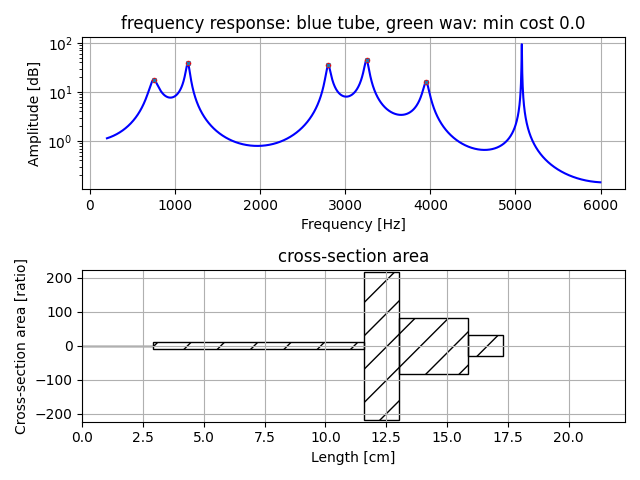 frequency response: blue tube, green wav: min cost 0.0
Amplitude [dB]
10²
10¹
10⁰
0 1000 2000 3000 4000 5000 6000
Frequency [Hz]
cross-section area
Cross-section area [ratio]
200
100
0
−100
−200
0.0 2.5 5.0 7.5 10.0 12.5 15.0 17.5 20.0
Length [cm]